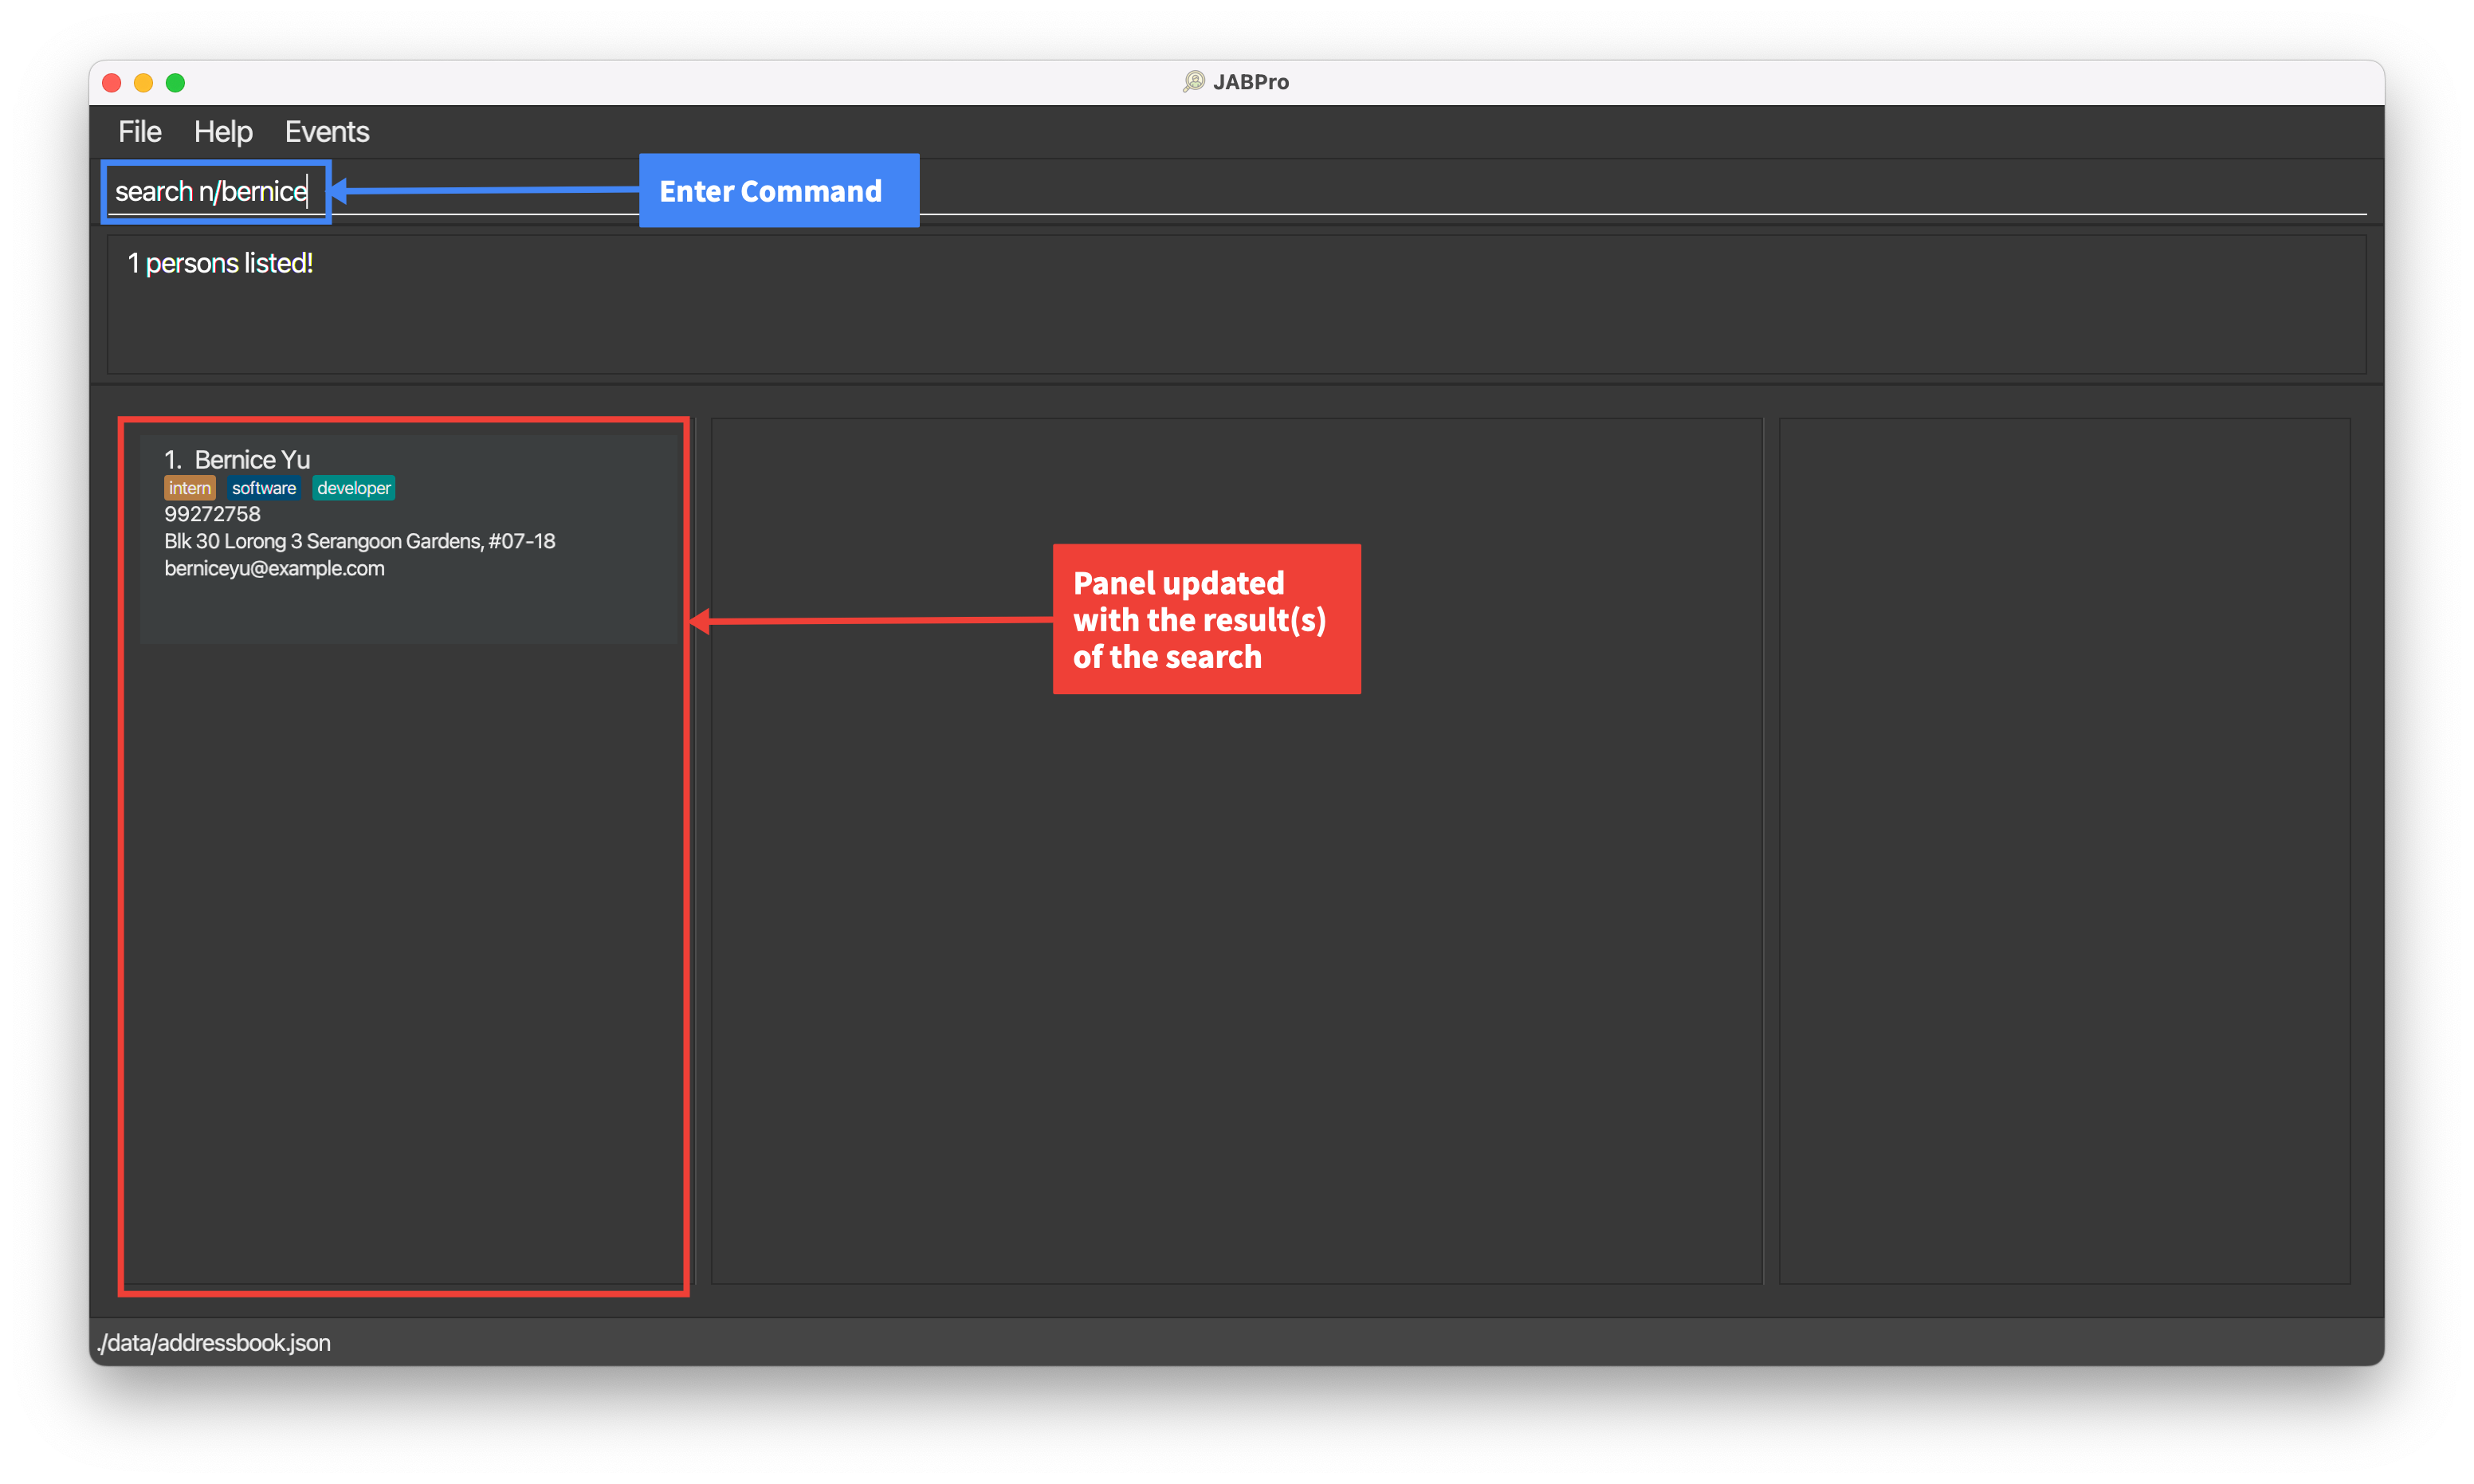 JABPro
File Help Events
search n/bernice
Enter Command
1 persons listed!
1. Bernice Yu
intern software developer
99272758
Blk 30 Lorong 3 Serangoon Gardens, #07-18
berniceyu@example.com
Panel updated
with the result(s)
of the search
./data/addressbook.json